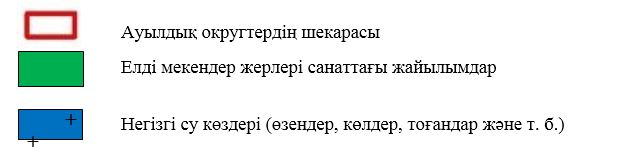 Ауылдық округтердің шекарасы
Елді мекендер жерлері санаттағы жайылымдар
Негізгі су көздері (өзендер, көлдер, тоғандар және т. б.)